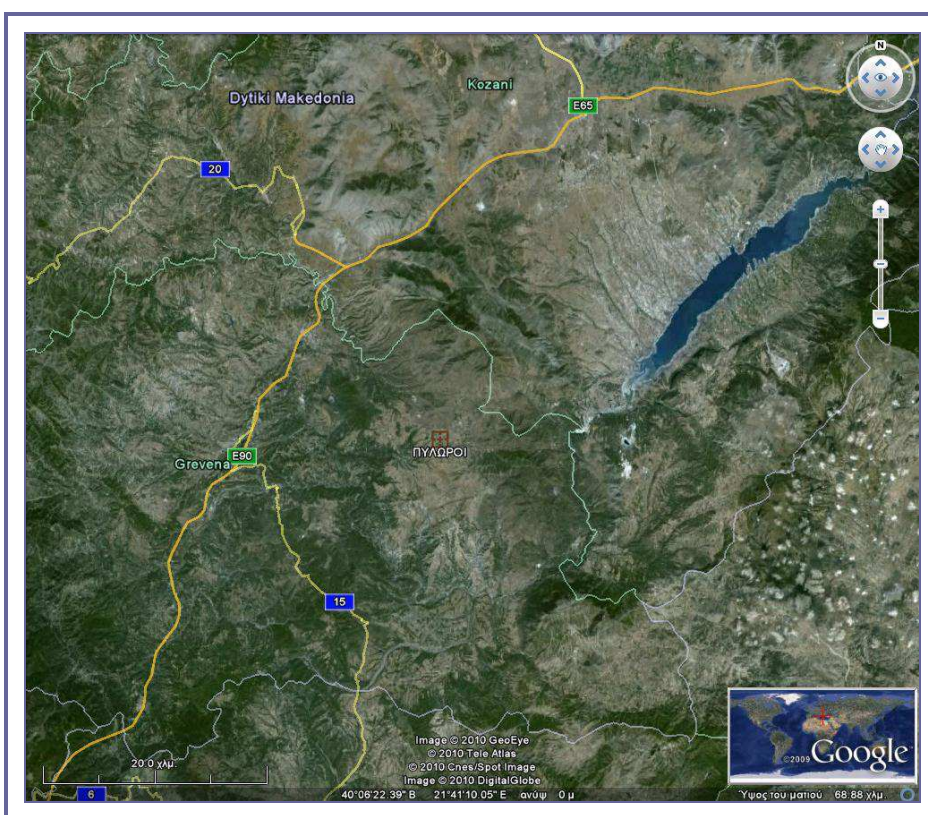 N
Kozani
Dytiki Makedonia
E65
20
ΠΥΛΩΡΟΙ
E90
Grevena
15
Image © 2010 GeoEye
© 2010 Tele Atlas
© 2010 Cnes/Spot Image
Image © 2010 DigitalGlobe
©2009 Google
20.0 χλμ.
6
40°06'22.39" Β 21°41'10.05" Ε ανύψ 0 μ Ύψος του ματιού 68.88 χλμ.